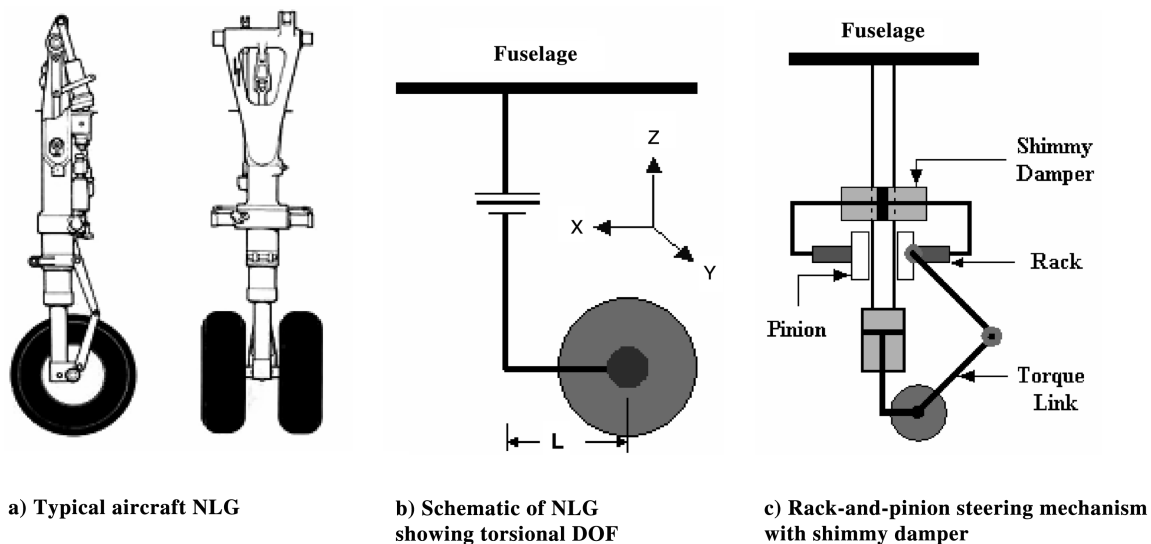 Fuselage
Z
X
Y
L
Fuselage
Shimmy
Damper
Rack
Pinion
Torque
Link
a) Typical aircraft NLG
b) Schematic of NLG
showing torsional DOF
c) Rack-and-pinion steering mechanism
with shimmy damper